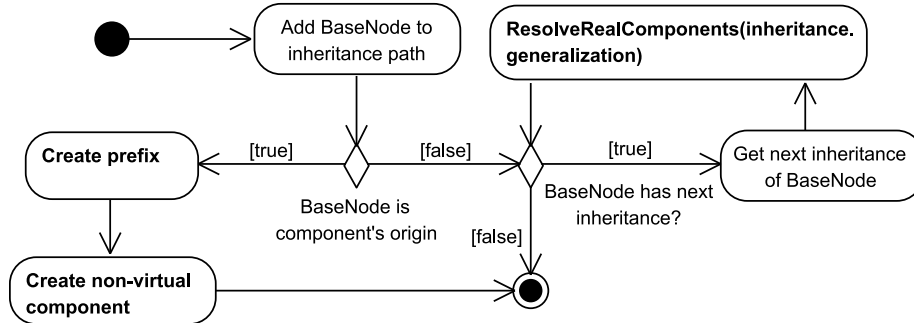 Add BaseNode to
inheritance path
ResolveRealComponents(inheritance.
generalization)
Create prefix
[true]
[false]
[true]
Get next inheritance
of BaseNode
BaseNode is
component's origin
BaseNode has next
inheritance?
[false]
Create non-virtual
component